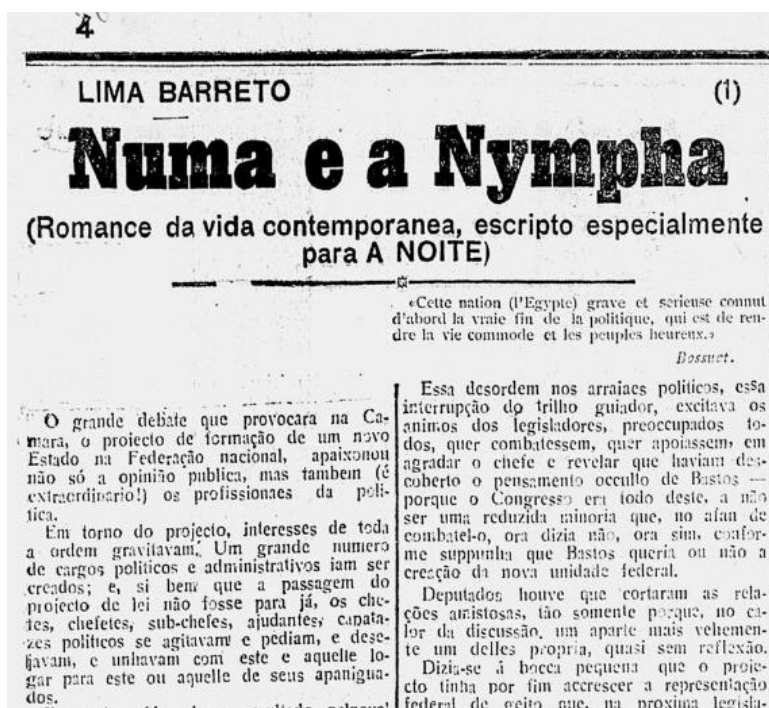 4
LIMA BARRETO (1)
Numa e a Nympha
(Romance da vida contemporanea, escripto especialmente
para A NOITE)
«Cette nation (l'Egypte) grave et serieuse connut
d'abord la vraie fin de la politique, qui est de ren-
dre la vie commode et les peuples heureux.»
Bossuet.
O grande debate que provocara na Ca-
mara, o projecto de formação de um novo
Estado na Federação nacional, apaixonou
não só a opinião publica, mas tambem (é
extraordinario!) os profissionaes da poli-
tica.
Em torno do projecto, interesses de toda
a ordem gravitavam. Um grande numero
de cargos politicos e administrativos iam ser
creados; e, si bem que a passagem do
projecto de lei não fosse para já, os che-
fes, chefetes, sub-chefes, ajudantes, capata-
zes politicos se agitavam e pediam, e dese-
javam, e unhavam com este e aquelle lo-
gar para este ou aquelle de seus apanigua-
dos.
Essa desordem nos arraiaes politicos, essa
interrupção do trilho guiador, excitava os
animos dos legisladores, preoccupados to-
dos, quer combatessem, quer apoiassem, em
agradar o chefe e revelar que haviam des-
coberto o pensamento occulto de Bastos —
porque o Congresso era todo deste, a não
ser uma reduzida minoria que, no afan de
combatel-o, ora dizia não, ora sim, confor-
me suppunha que Bastos queria ou não a
creação da nova unidade federal.
Deputados houve que cortaram as rela-
ções amistosas, tão somente porque, no ca-
lor da discussão, um aparte mais vehemen-
te um delles propria, quasi sem reflexão.
Dizia-se á bocca pequena que o proje-
cto tinha por fim accrescer a representação
federal de geito que, na proxima legisla-